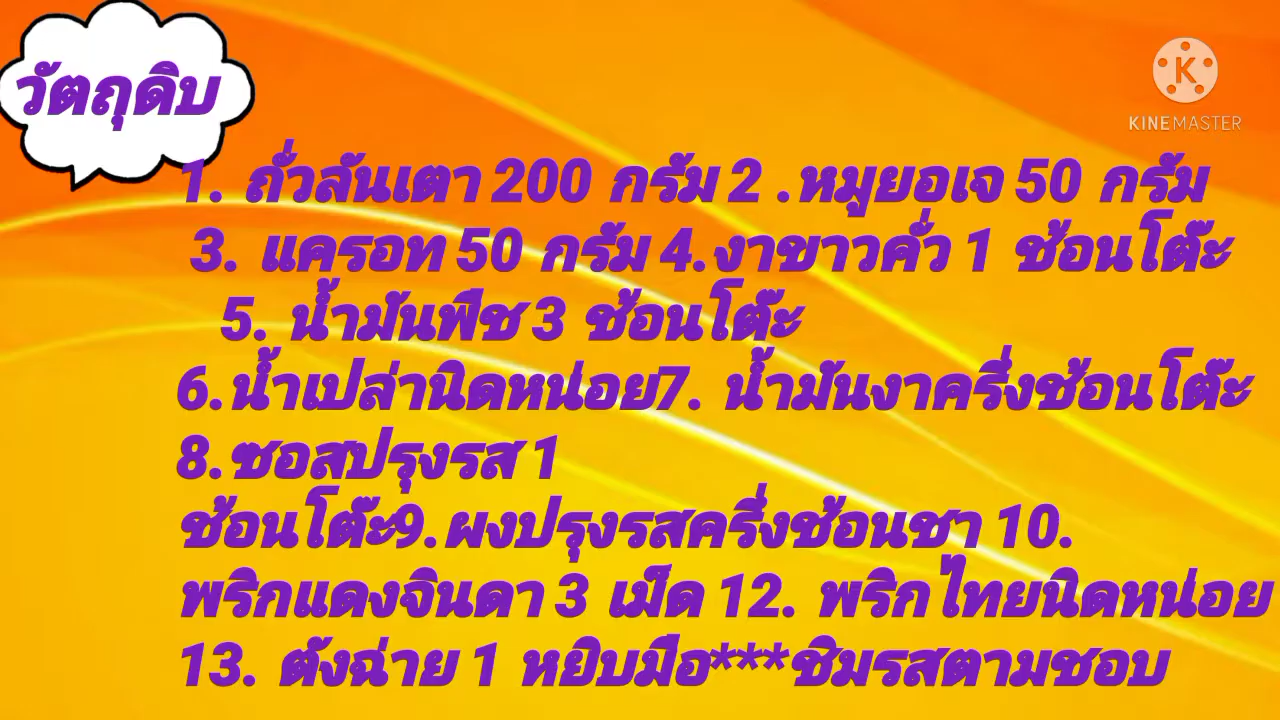 วัตถุดิบ
KINEMASTER
1. ถั่วลันเตา 200 กรัม 2 .หมูยอเจ 50 กรัม
3. แครอท 50 กรัม 4.งาขาวคั่ว 1 ช้อนโต๊ะ
5. น้ำมันพืช 3 ช้อนโต๊ะ
6.น้ำเปล่านิดหน่อย7. น้ำมันงาครึ่งช้อนโต๊ะ
8.ซอสปรุงรส 1
ช้อนโต๊ะ9.ผงปรุงรสครึ่งช้อนชา 10.
พริกแดงจินดา 3 เม็ด 12. พริกไทยนิดหน่อย
13. ตังฉ่าย 1 หยิบมือ***ชิมรสตามชอบ